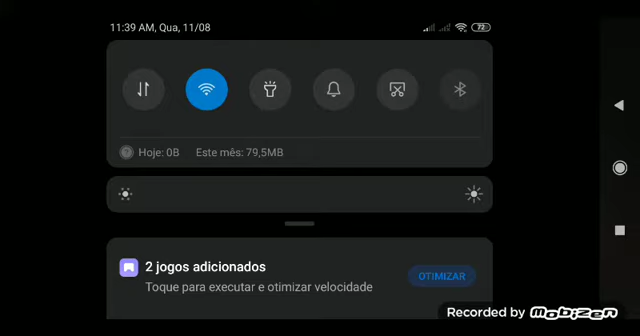 11:39 AM, Qua, 11/08
72
Hoje: 0B Este mês: 79,5MB
2 jogos adicionados
Toque para executar e otimizar velocidade
OTIMIZAR
Recorded by Mobizen